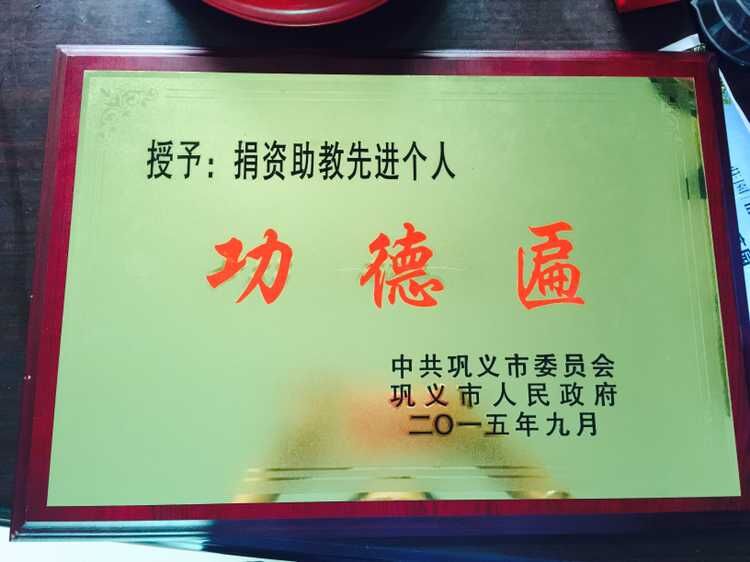 授予：捐资助教先进个人
功德匾
中共巩义市委员会
巩义市人民政府
二〇一五年九月